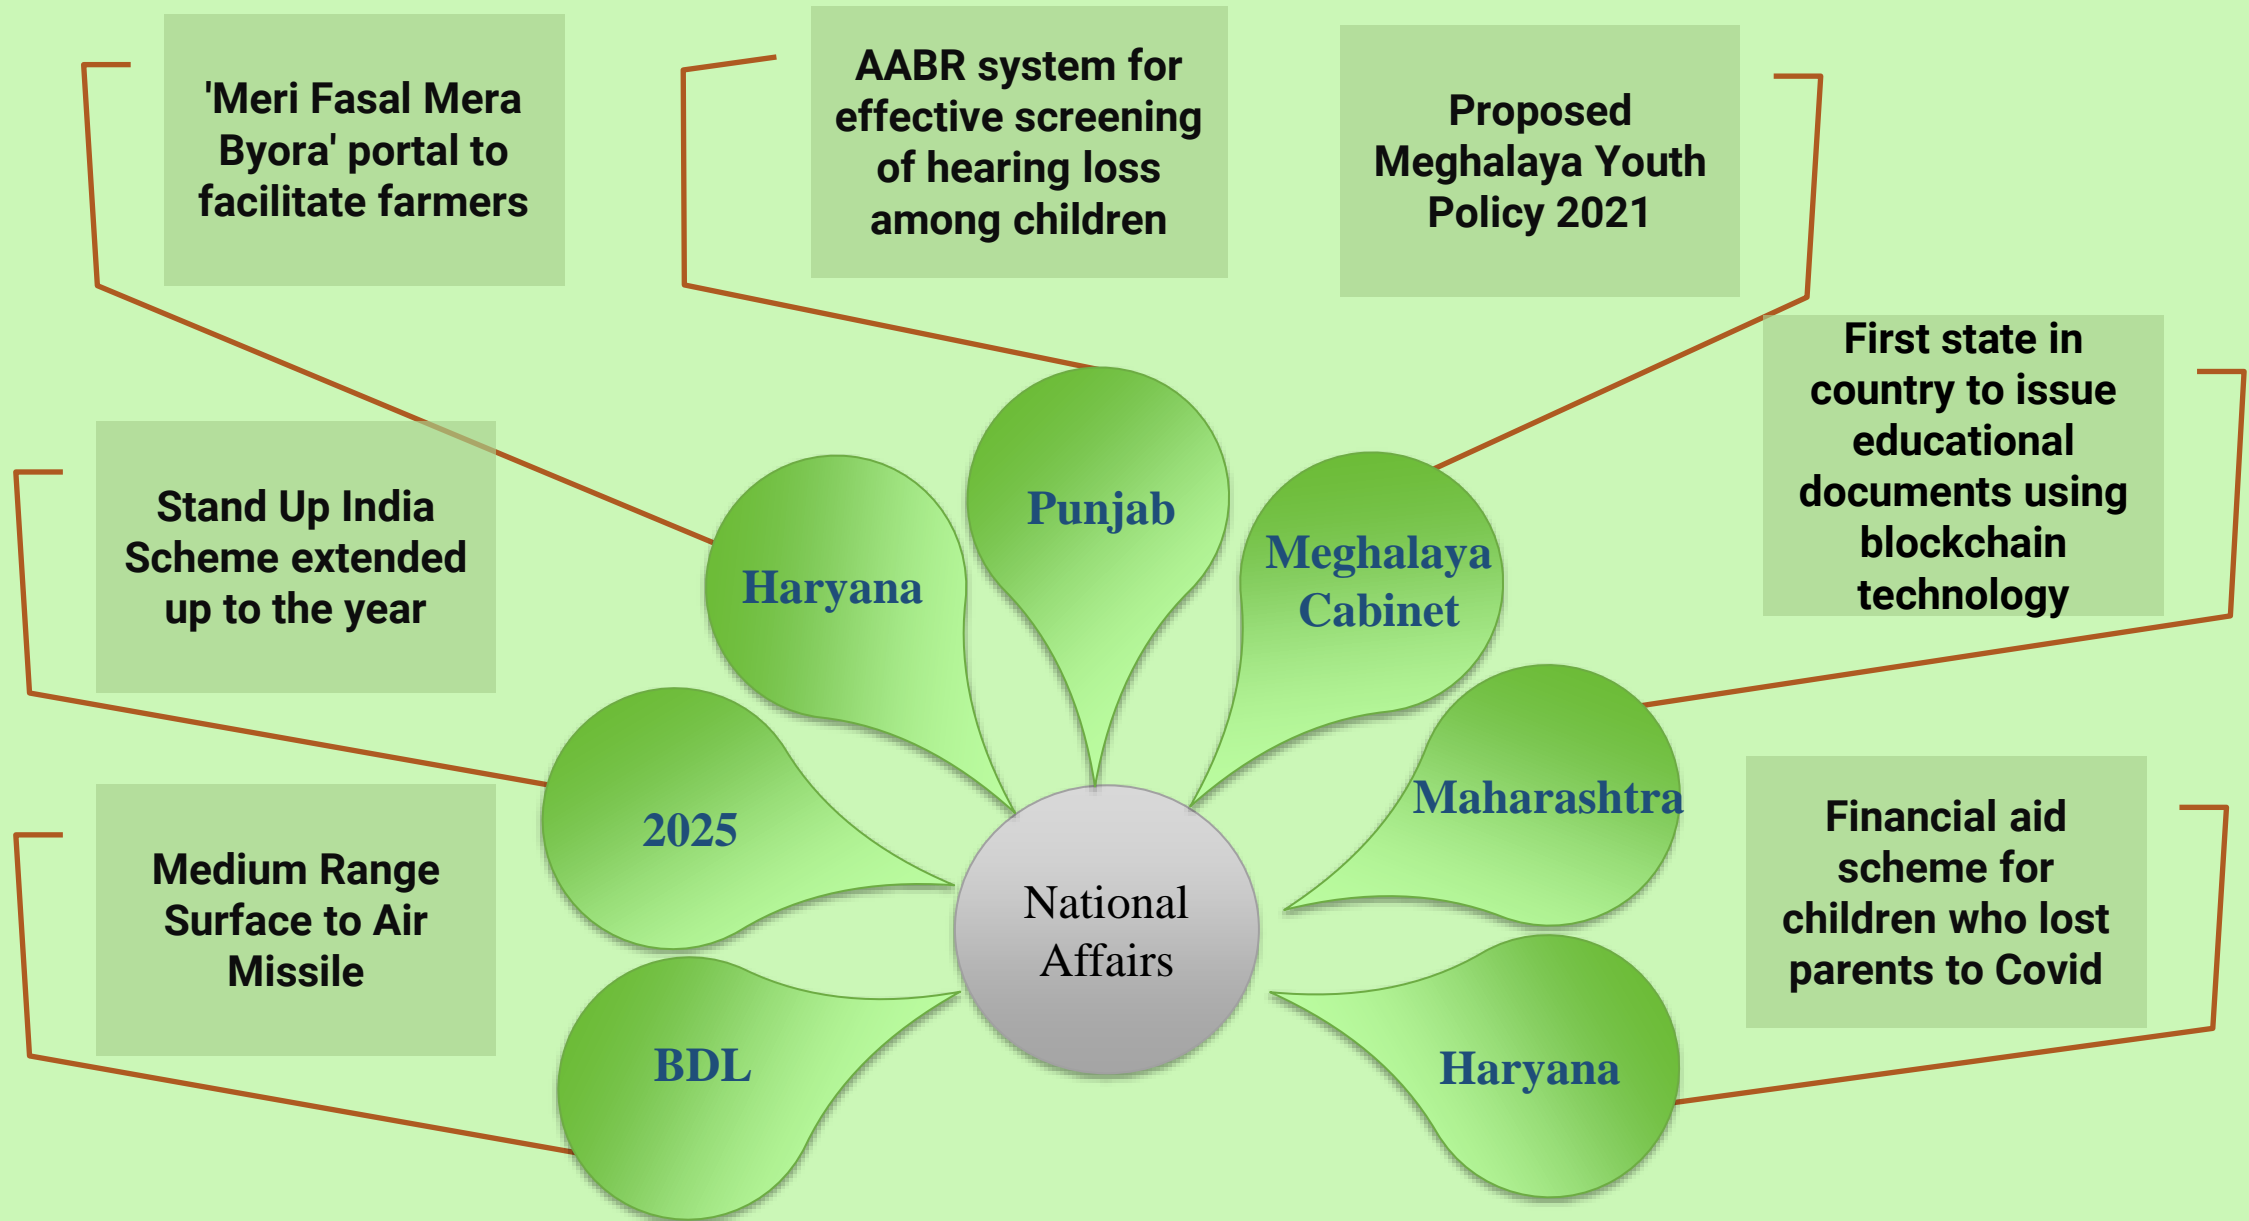 'Meri Fasal Mera
Byora' portal to
facilitate farmers
AABR system for
effective screening
of hearing loss
among children
Proposed
Meghalaya Youth
Policy 2021
First state in
country to issue
educational
documents using
blockchain
technology
Stand Up India
Scheme extended
up to the year
Medium Range
Surface to Air
Missile
Financial aid
scheme for
children who lost
parents to Covid
Punjab
Haryana
Meghalaya
Cabinet
2025
Maharashtra
BDL
Haryana
National
Affairs